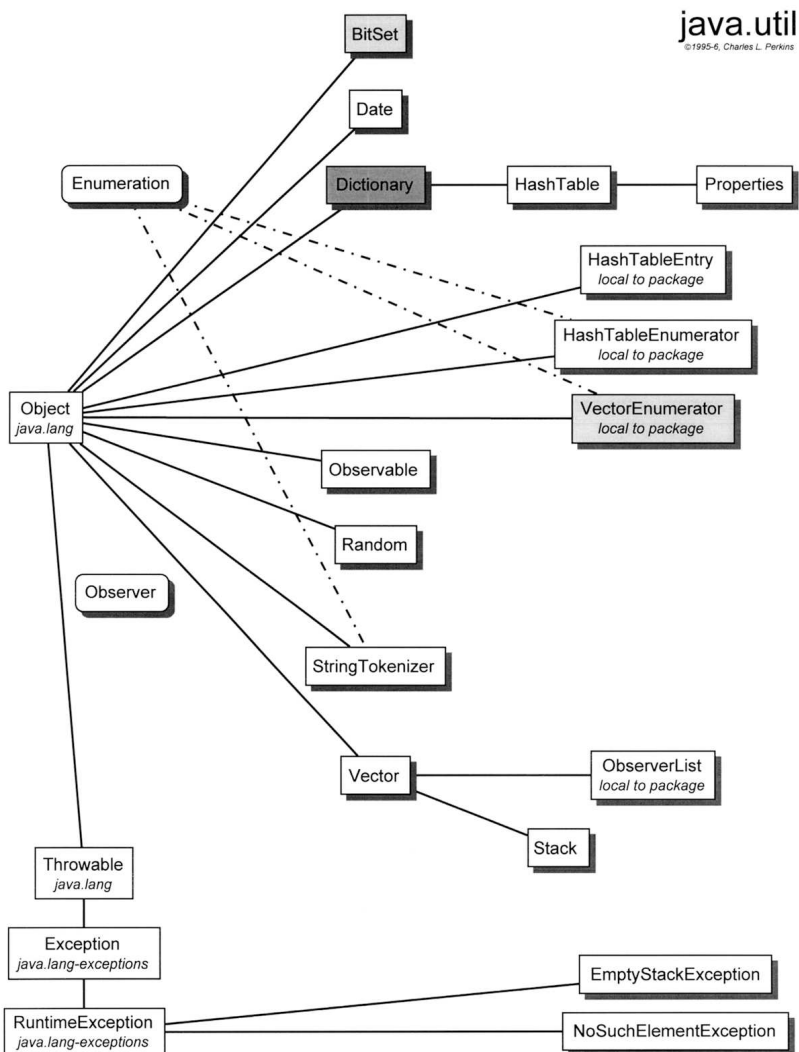 java.util
©1995-6, Charles L. Perkins
BitSet
Date
Enumeration
Dictionary
HashTable
Properties
HashTableEntry
local to package
HashTableEnumerator
local to package
Object
java.lang
VectorEnumerator
local to package
Observable
Random
Observer
StringTokenizer
Vector
ObserverList
local to package
Stack
Throwable
java.lang
Exception
java.lang-exceptions
EmptyStackException
RuntimeException
java.lang-exceptions
NoSuchElementException